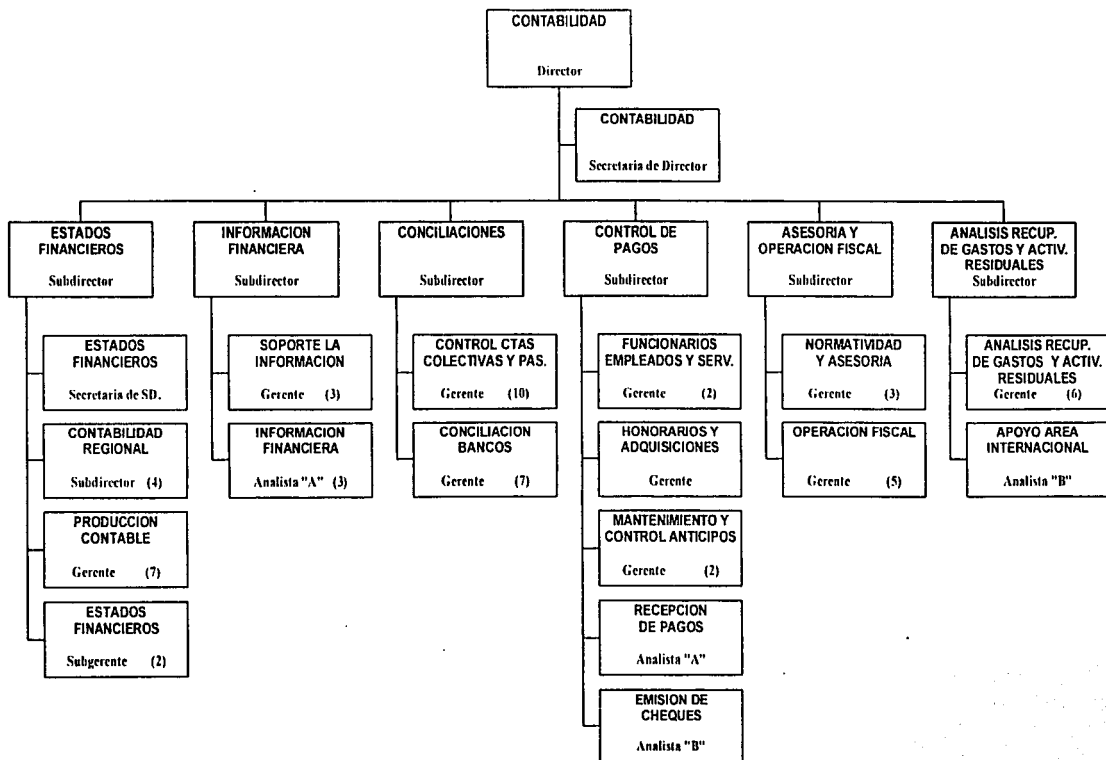 CONTABILIDAD
Director
CONTABILIDAD
Secretaria de Director
ESTADOS
FINANCIEROS
Subdirector
INFORMACION
FINANCIERA
Subdirector
CONCILIACIONES
Subdirector
CONTROL DE
PAGOS
Subdirector
ASESORIA Y
OPERACION FISCAL
Subdirector
ANALISIS RECUP.
DE GASTOS Y ACTIV.
RESIDUALES
Subdirector
ESTADOS
FINANCIEROS
Secretaria de SD.
CONTABILIDAD
REGIONAL
Subdirector (4)
PRODUCCION
CONTABLE
Gerente (7)
ESTADOS
FINANCIEROS
Subgerente (2)
SOPORTE LA
INFORMACION
Gerente (3)
INFORMACION
FINANCIERA
Analista "A" (3)
CONTROL CTAS
COLECTIVAS Y PAS.
Gerente (10)
CONCILIACION
BANCOS
Gerente (7)
FUNCIONARIOS
EMPLEADOS Y SERV.
Gerente (2)
HONORARIOS Y
ADQUISICIONES
Gerente
MANTENIMIENTO Y
CONTROL ANTICIPOS
Gerente (2)
RECEPCION
DE PAGOS
Analista "A"
EMISION DE
CHEQUES
Analista "B"
NORMATIVIDAD
Y ASESORIA
Gerente (3)
OPERACION FISCAL
Gerente (5)
ANALISIS RECUP.
DE GASTOS Y ACTIV.
RESIDUALES
Gerente (6)
APOYO AREA
INTERNACIONAL
Analista "B"